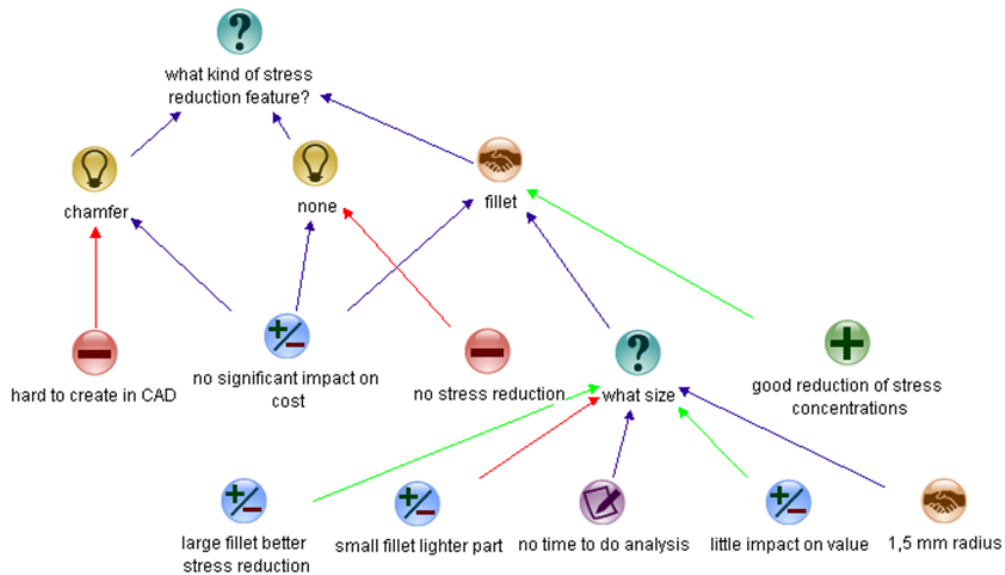 what kind of stress
reduction feature?
chamfer
none
fillet
hard to create in CAD
no significant impact on
cost
no stress reduction
what size
good reduction of stress
concentrations
large fillet better
stress reduction
small fillet lighter part
no time to do analysis
little impact on value
1,5 mm radius